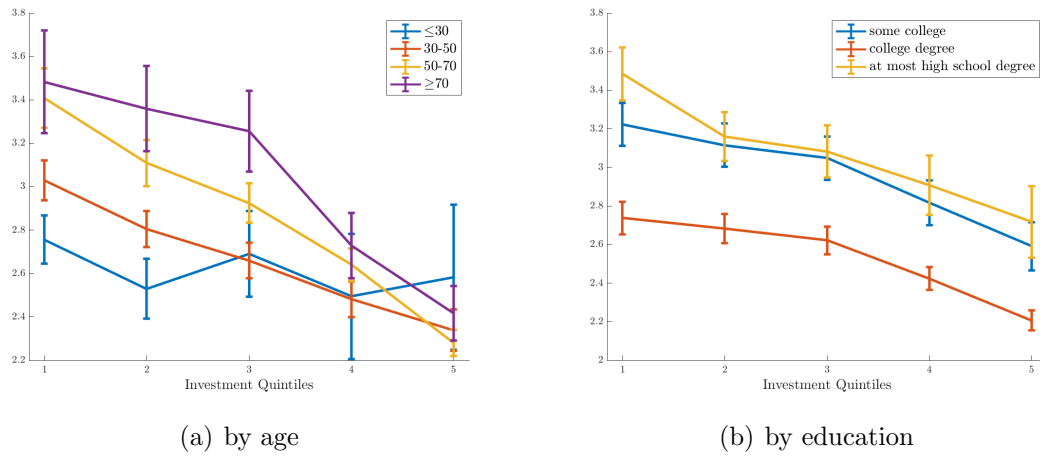 3.8
3.6
3.4
3.2
3
2.8
2.6
2.4
2.2
1 2 3 4 5
Investment Quintiles
≤30
30-50
50-70
≥70
(a) by age
3.8
3.6
3.4
3.2
3
2.8
2.6
2.4
2.2
2
1 2 3 4 5
Investment Quintiles
some college
college degree
at most high school degree
(b) by education